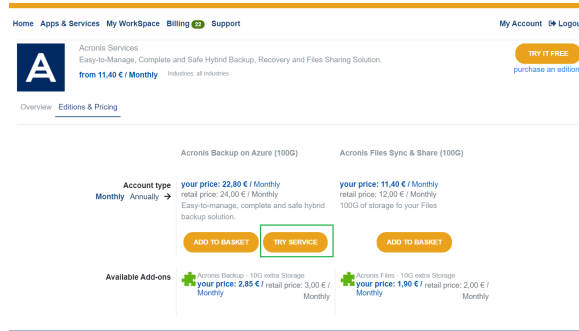 Home Apps & Services My WorkSpace Billing 22 Support My Account Logou
Acronis Services
Easy-to-Manage, Complete and Safe Hybrid Backup, Recovery and Files Sharing Solution.
from 11,40 € / Monthly Industries: all industries
TRY IT FREE
purchase an edition
Overview Editions & Pricing
Acronis Backup on Azure (100G) Acronis Files Sync & Share (100G)
Account type
Monthly Annually →
your price: 22,80 € / Monthly
retail price: 24,00 € / Monthly
Easy-to-manage, complete and safe hybrid
backup solution.
your price: 11,40 € / Monthly
retail price: 12,00 € / Monthly
100G of storage fo your Files
ADD TO BASKET TRY SERVICE ADD TO BASKET
Available Add-ons
Acronis Backup - 10G extra Storage
your price: 2,85 € / retail price: 3,00 € /
Monthly Monthly
Acronis Files - 10G extra Storage
your price: 1,90 € / retail price: 2,00 € /
Monthly Monthly